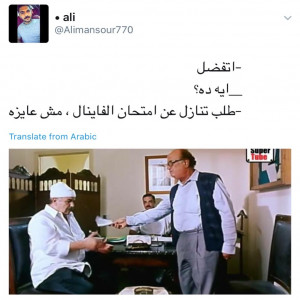 • ali
@Alimansour770
-اتفضل
__ايه ده؟
-طلب تنازل عن امتحان الفاينال ، مش عايزه
Translate from Arabic
Super
Tube